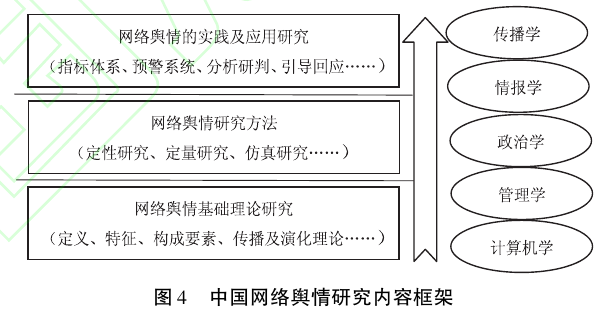 网络舆情的实践及应用研究
（指标体系、预警系统、分析研判、引导回应……）
网络舆情研究方法
（定性研究、定量研究、仿真研究……）
网络舆情基础理论研究
（定义、特征、构成要素、传播及演化理论……）
传播学
情报学
政治学
管理学
计算机学
图4 中国网络舆情研究内容框架